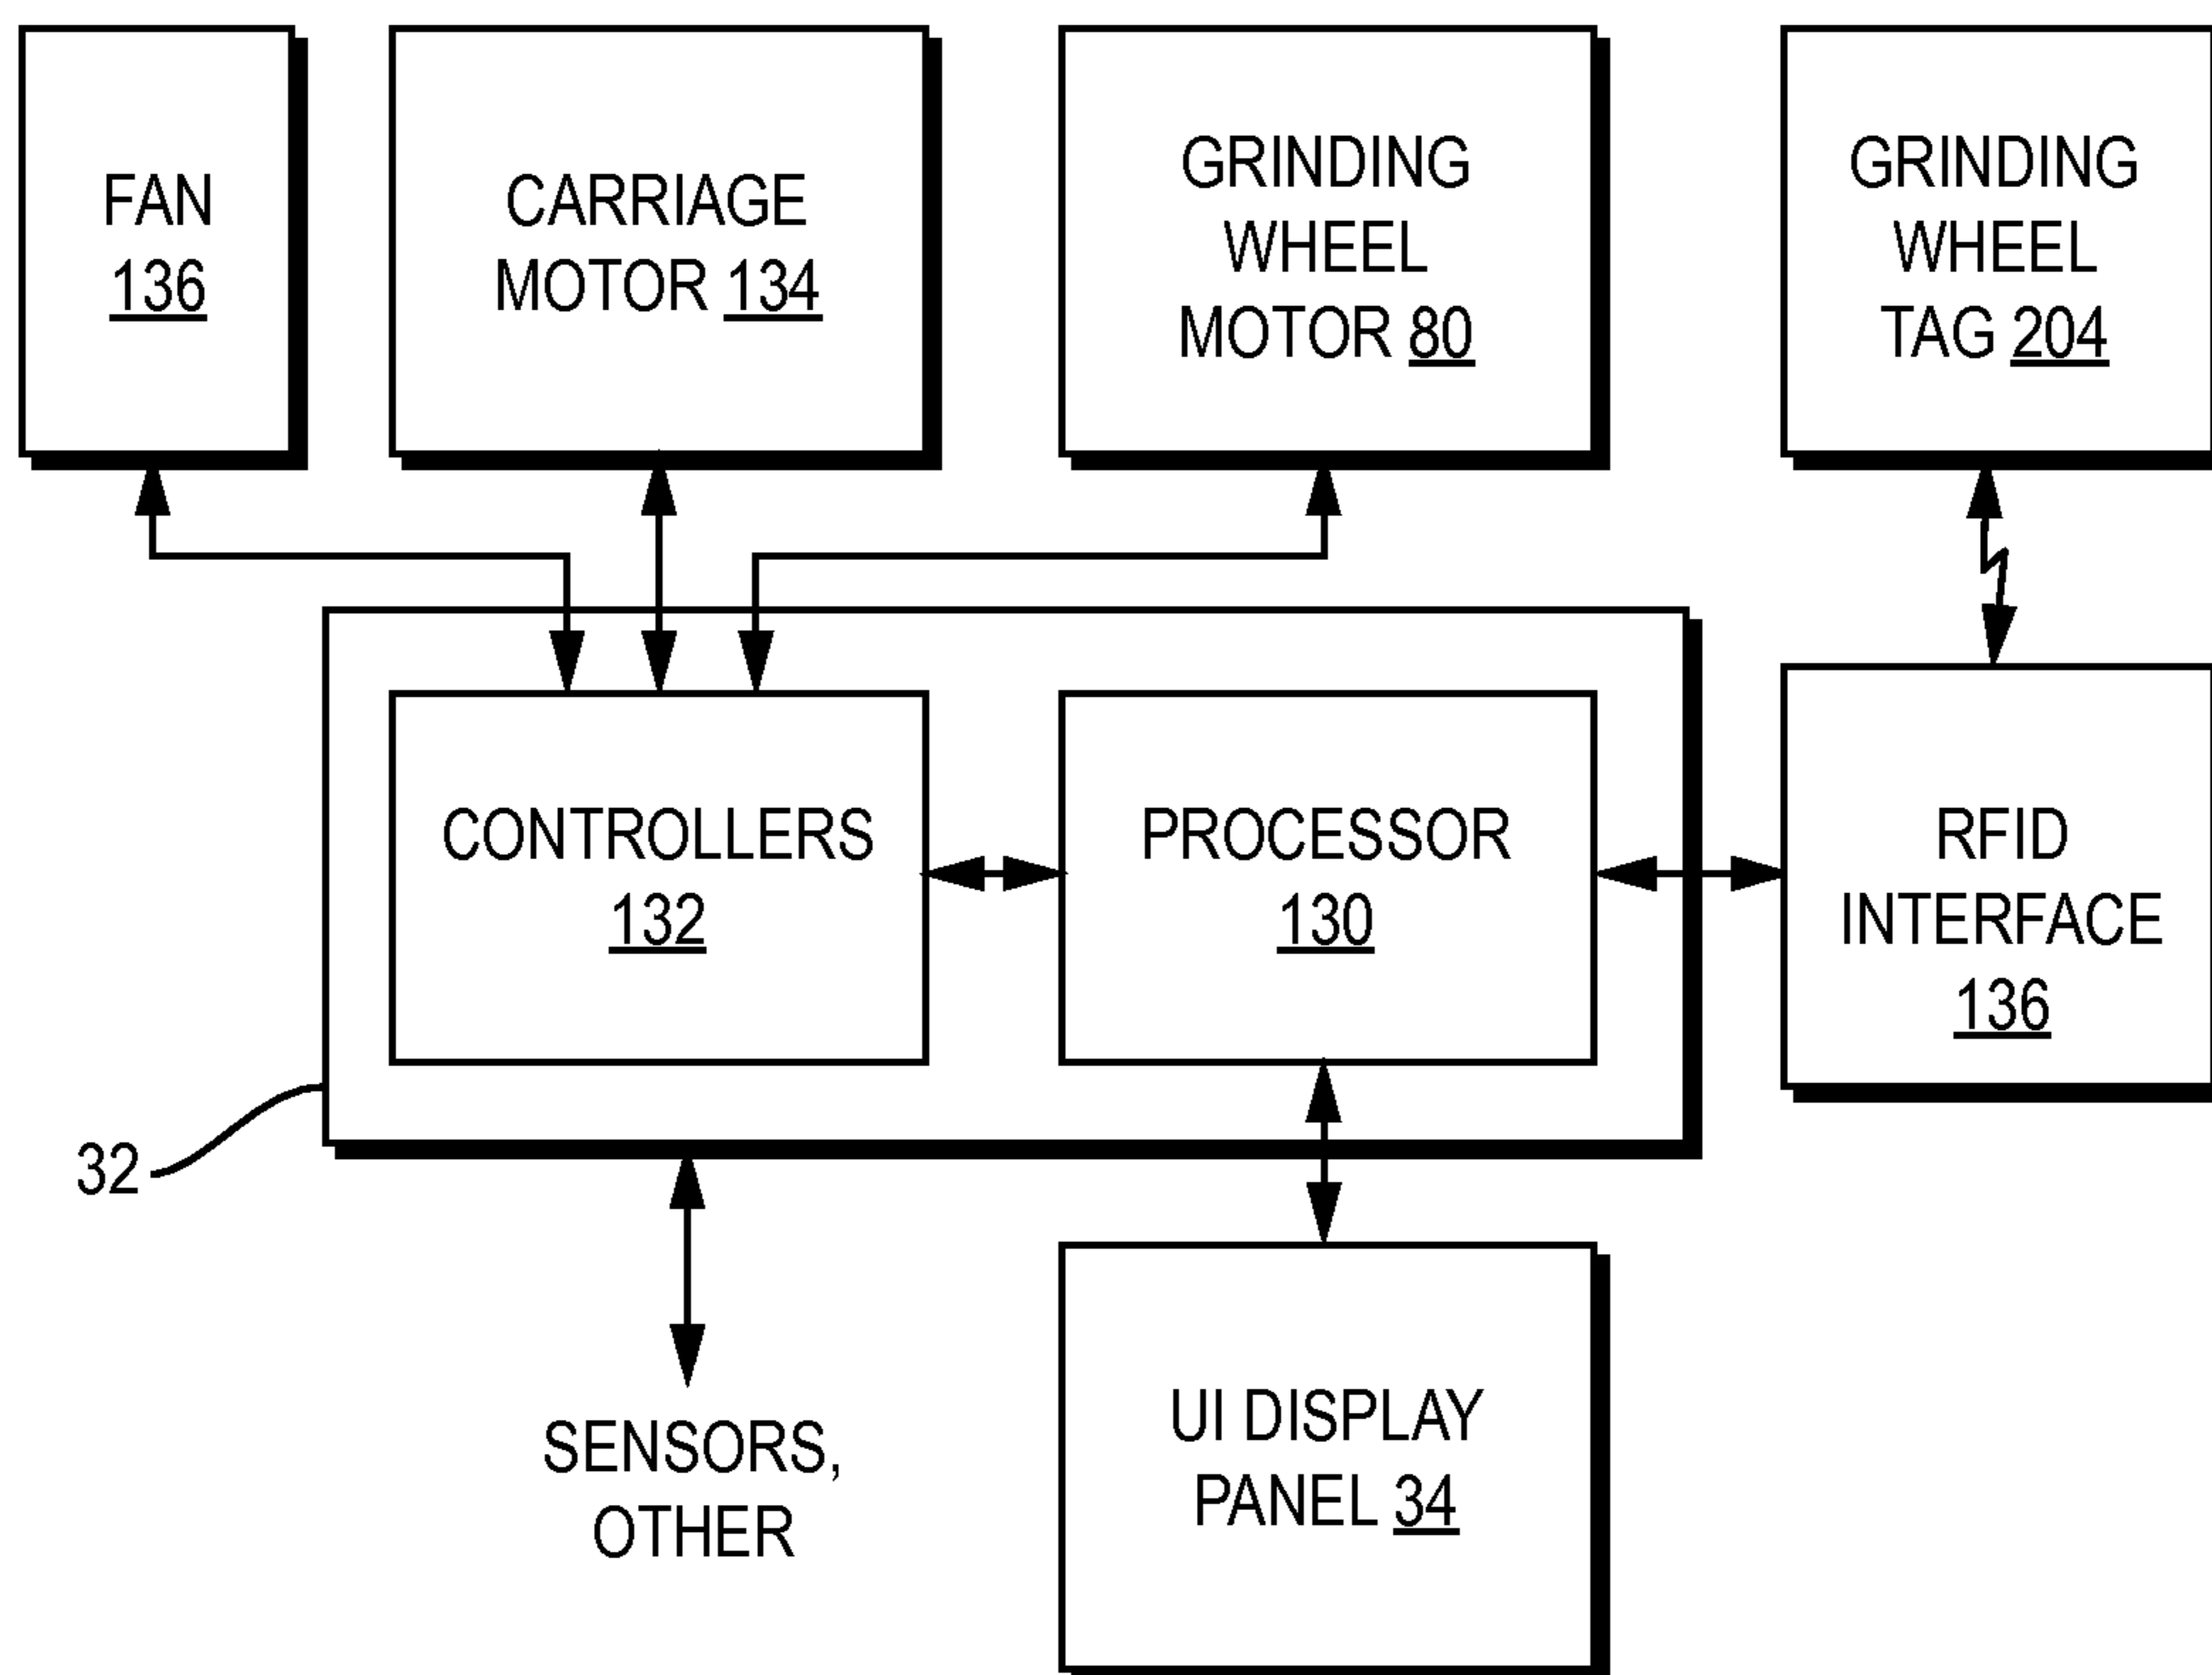 FAN
136
CARRIAGE
MOTOR 134
GRINDING
WHEEL
MOTOR 80
GRINDING
WHEEL
TAG 204
CONTROLLERS
132
PROCESSOR
130
RFID
INTERFACE
136
32
SENSORS,
OTHER
UI DISPLAY
PANEL 34